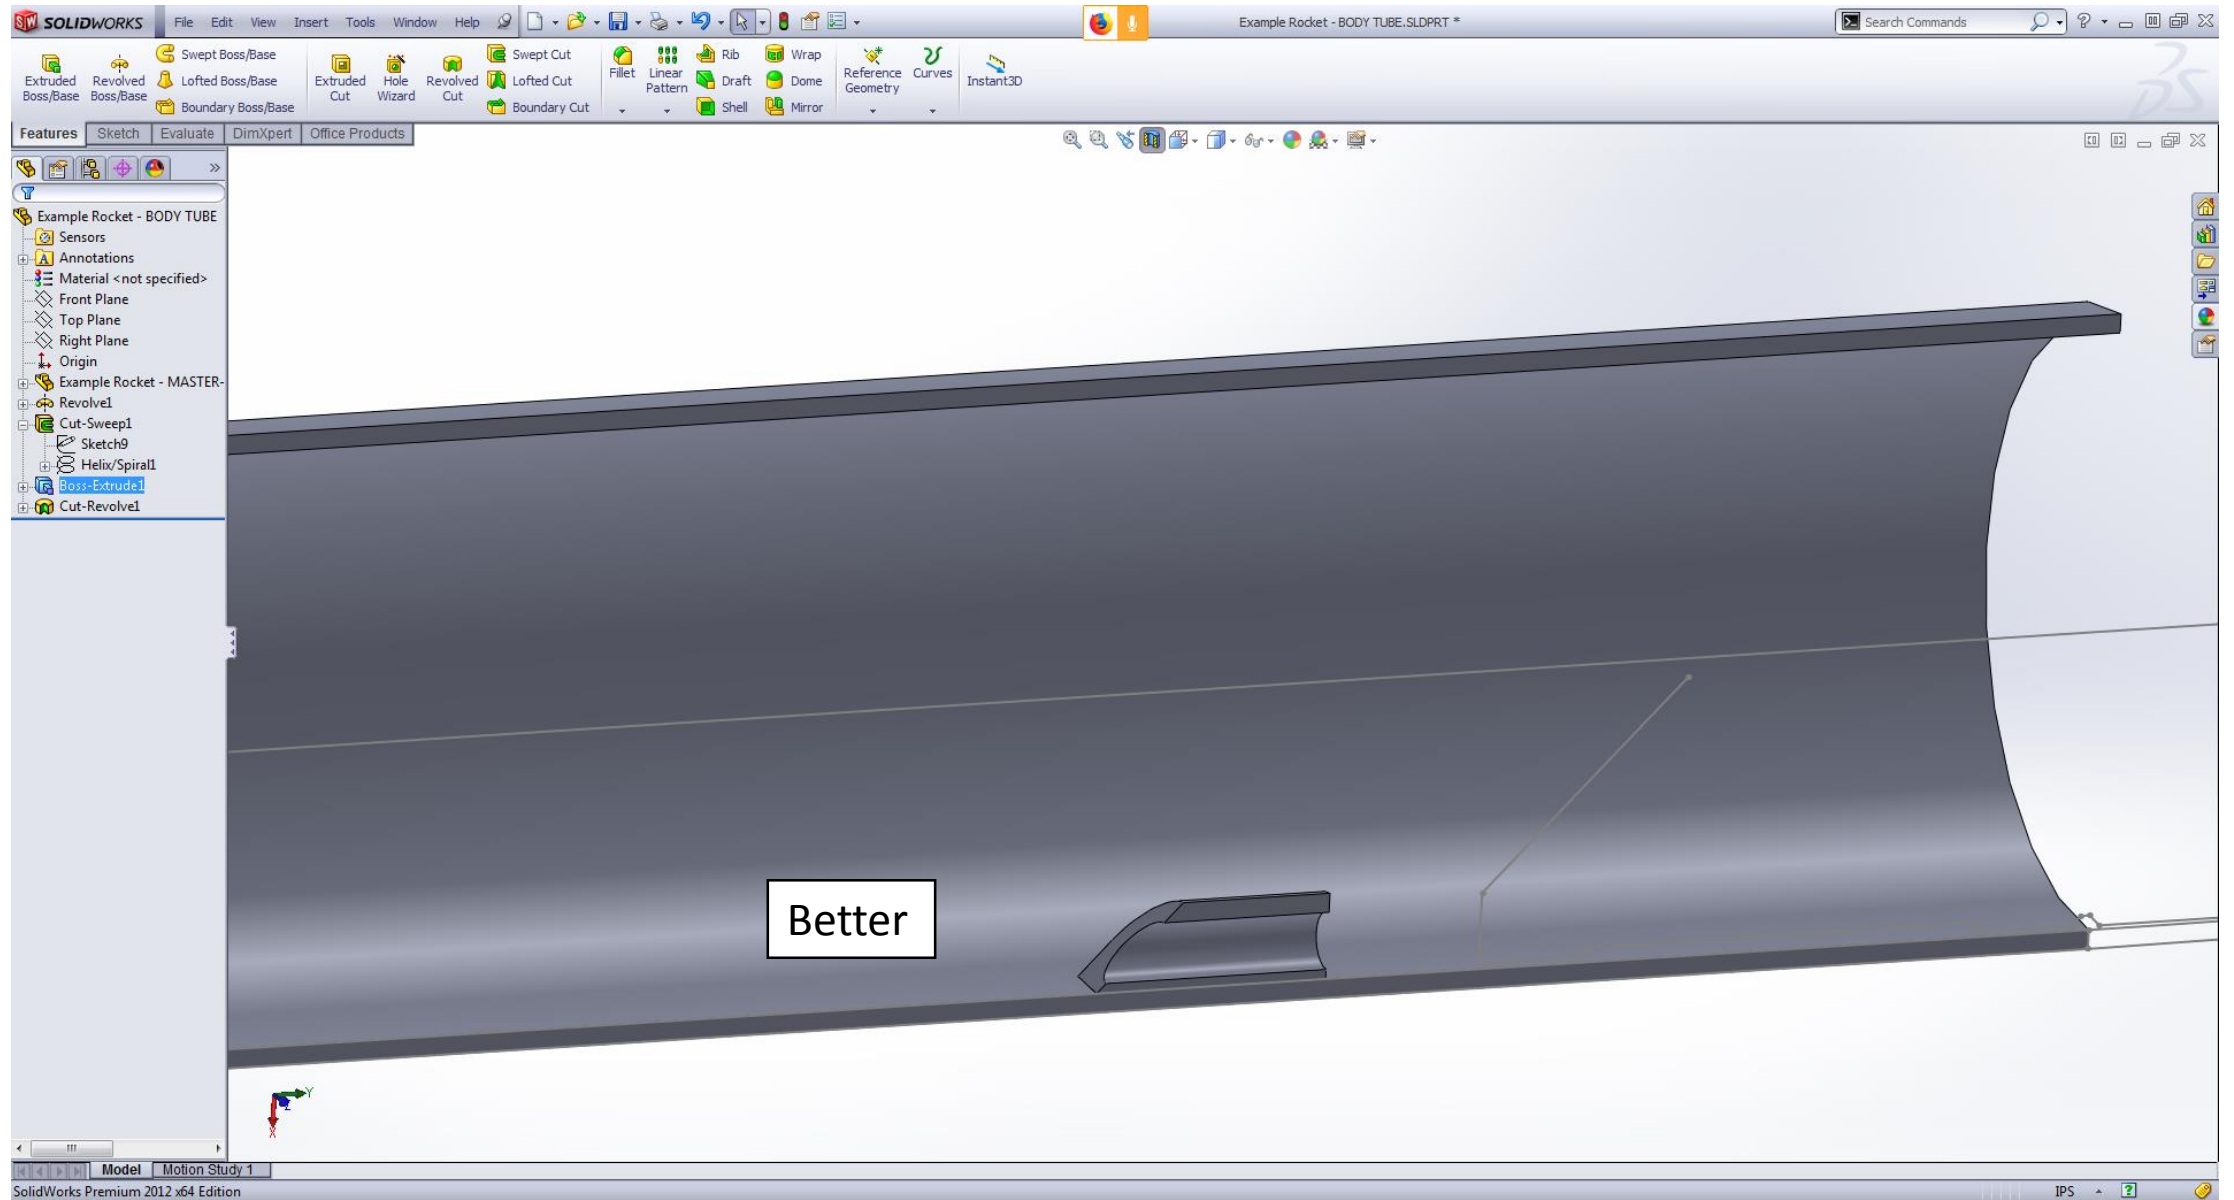 SOLIDWORKS File Edit View Insert Tools Window Help Example Rocket - BODY TUBE.SLDPRT * Search Commands
Extruded Boss/Base
Revolved Boss/Base
Swept Boss/Base
Lofted Boss/Base
Boundary Boss/Base
Extruded Cut
Hole Wizard
Revolved Cut
Swept Cut
Lofted Cut
Boundary Cut
Fillet
Linear Pattern
Rib
Draft
Shell
Wrap
Dome
Mirror
Reference Geometry
Curves
Instant3D
Features Sketch Evaluate DimXpert Office Products
Example Rocket - BODY TUBE
Sensors
Annotations
Material <not specified>
Front Plane
Top Plane
Right Plane
Origin
Example Rocket - MASTER-
Revolve1
Cut-Sweep1
Sketch9
Helix/Spiral1
Boss-Extrude1
Cut-Revolve1
Better
Y
Z
X
Model Motion Study 1
SolidWorks Premium 2012 x64 Edition IPS